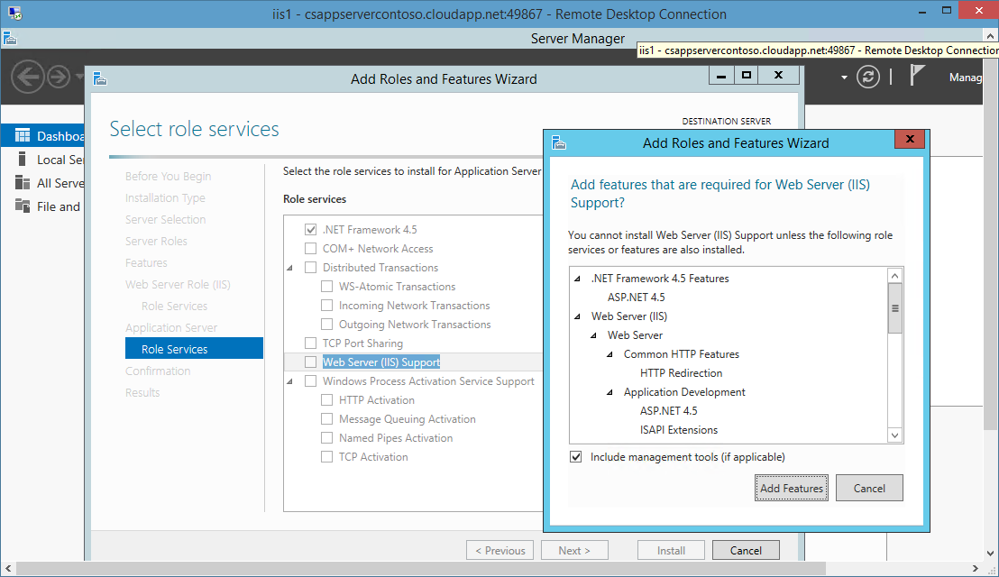 iis1 - csappservercontoso.cloudapp.net:49867 - Remote Desktop Connection
Server Manager
iis1 - csappservercontoso.cloudapp.net:49867 - Remote Desktop Connection
Manag
Dashboa
Local Ser
All Serve
File and
Add Roles and Features Wizard
Select role services
DESTINATION SERVER
Before You Begin
Installation Type
Server Selection
Server Roles
Features
Web Server Role (IIS)
Role Services
Application Server
Role Services
Confirmation
Results
Select the role services to install for Application Server
Role services
.NET Framework 4.5
COM+ Network Access
Distributed Transactions
WS-Atomic Transactions
Incoming Network Transactions
Outgoing Network Transactions
TCP Port Sharing
Web Server (IIS) Support
Windows Process Activation Service Support
HTTP Activation
Message Queuing Activation
Named Pipes Activation
TCP Activation
< Previous
Next >
Install
Cancel
Add Roles and Features Wizard
Add features that are required for Web Server (IIS)
Support?
You cannot install Web Server (IIS) Support unless the following role
services or features are also installed.
.NET Framework 4.5 Features
ASP.NET 4.5
Web Server (IIS)
Web Server
Common HTTP Features
HTTP Redirection
Application Development
ASP.NET 4.5
ISAPI Extensions
Include management tools (if applicable)
Add Features
Cancel